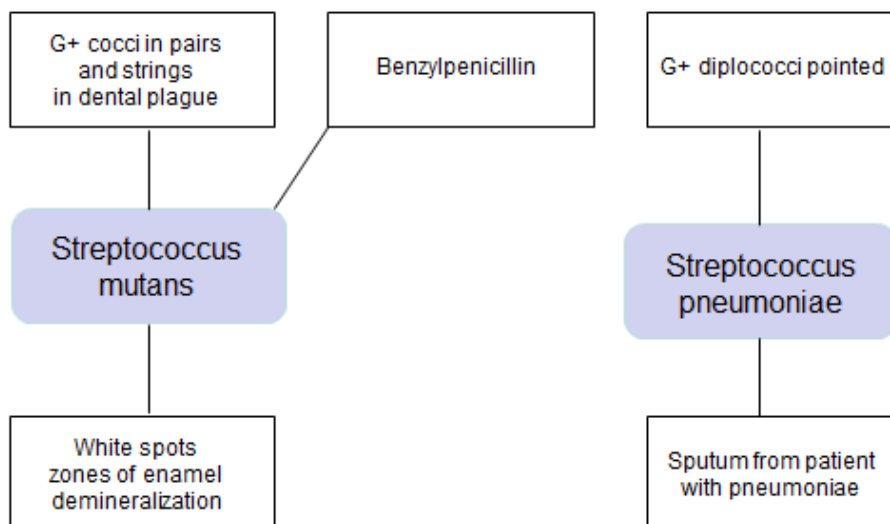 G+ cocci in pairs
and strings
in dental plague
Benzylpenicillin
G+ diplococci pointed
Streptococcus
mutans
Streptococcus
pneumoniae
White spots
zones of enamel
demineralization
Sputum from patient
with pneumoniae